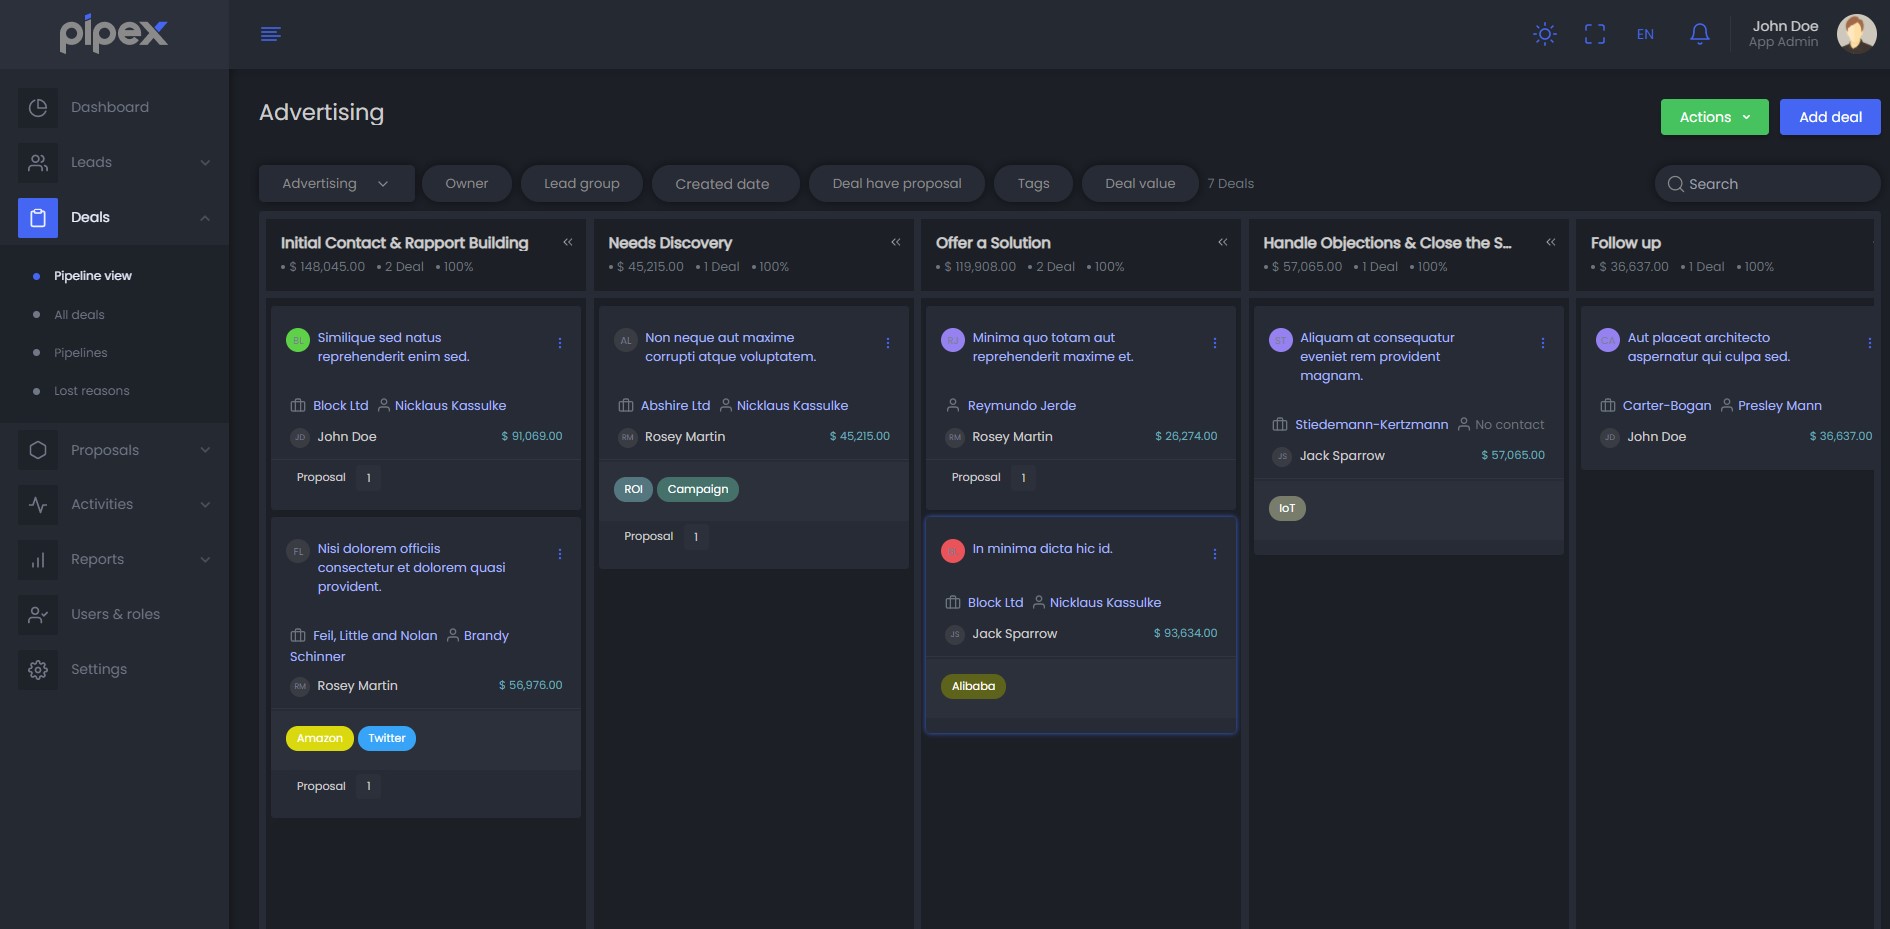 pipex
EN
John Doe
App Admin
Dashboard
Leads
Deals
Pipeline view
All deals
Pipelines
Lost reasons
Proposals
Activities
Reports
Users & roles
Settings
Advertising
Actions
Add deal
Advertising
Owner
Lead group
Created date
Deal have proposal
Tags
Deal value
7 Deals
Search
Initial Contact & Rapport Building
• $ 148,045.00 • 2 Deal • 100%
BL
Similique sed natus
reprehenderit enim sed.
Block Ltd Nicklaus Kassulke
JD John Doe $ 91,069.00
Proposal 1
FL
Nisi dolorem officiis
consectetur et dolorem quasi
provident.
Feil, Little and Nolan Brandy
Schinner
RM Rosey Martin $ 56,976.00
Amazon Twitter
Proposal 1
Needs Discovery
• $ 45,215.00 • 1 Deal • 100%
AL
Non neque aut maxime
corrupti atque voluptatem.
Abshire Ltd Nicklaus Kassulke
RM Rosey Martin $ 45,215.00
ROI Campaign
Proposal 1
Offer a Solution
• $ 119,908.00 • 2 Deal • 100%
RJ
Minima quo totam aut
reprehenderit maxime et.
Reymundo Jerde
RM Rosey Martin $ 26,274.00
Proposal 1
In minima dicta hic id.
Block Ltd Nicklaus Kassulke
JS Jack Sparrow $ 93,634.00
Alibaba
Handle Objections & Close the S...
• $ 57,065.00 • 1 Deal • 100%
ST
Aliquam at consequatur
eveniet rem provident
magnam.
Stiedemann-Kertzmann No contact
JS Jack Sparrow $ 57,065.00
IoT
Follow up
• $ 36,637.00 • 1 Deal • 100%
CA
Aut placeat architecto
aspernatur qui culpa sed.
Carter-Bogan Presley Mann
JD John Doe $ 36,637.00